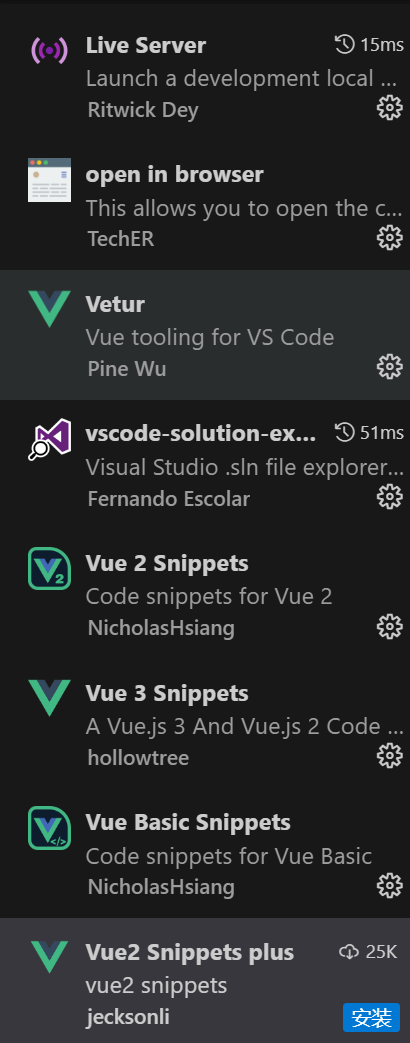 Live Server 15ms
Launch a development local ...
Ritwick Dey
open in browser
This allows you to open the c...
TechER
Vetur
Vue tooling for VS Code
Pine Wu
vscode-solution-ex... 51ms
Visual Studio .sln file explorer...
Fernando Escolar
2
Vue 2 Snippets
Code snippets for Vue 2
NicholasHsiang
Vue 3 Snippets
A Vue.js 3 And Vue.js 2 Code ...
hollowtree
</>
Vue Basic Snippets
Code snippets for Vue Basic
NicholasHsiang
Vue2 Snippets plus 25K
vue2 snippets
jecksonli 安装